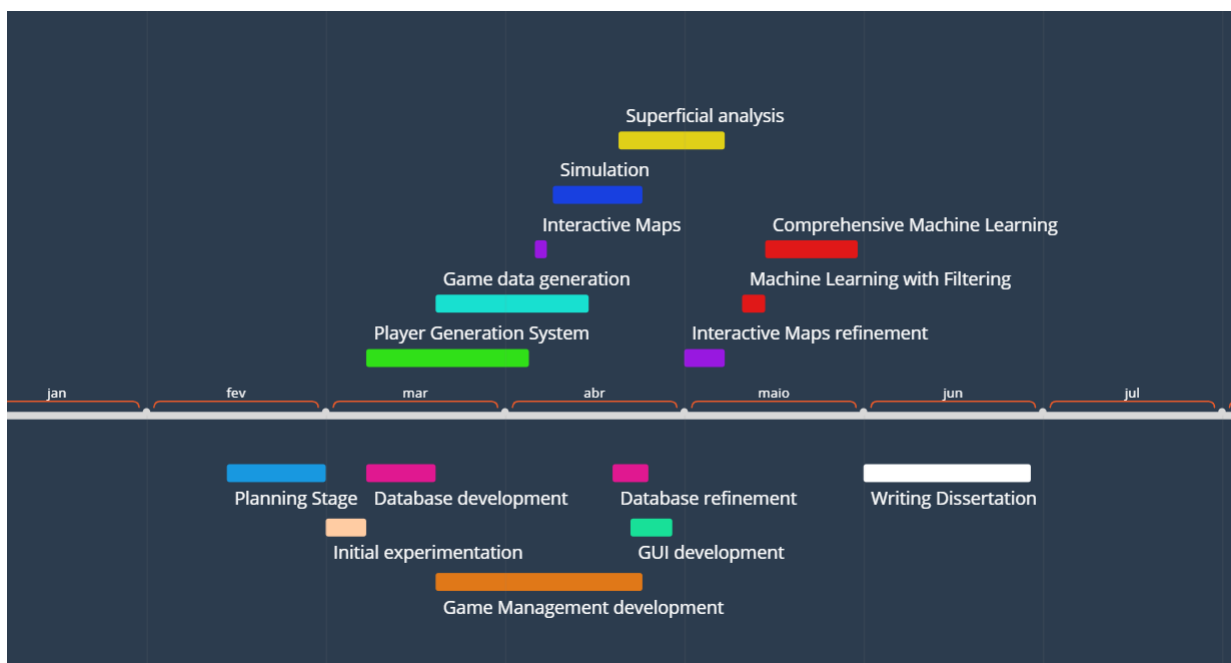 Superficial analysis
Simulation
Interactive Maps
Comprehensive Machine Learning
Game data generation
Machine Learning with Filtering
Player Generation System
Interactive Maps refinement
jan fev mar abr maio jun jul
Planning Stage
Database development
Database refinement
Writing Dissertation
Initial experimentation
GUI development
Game Management development